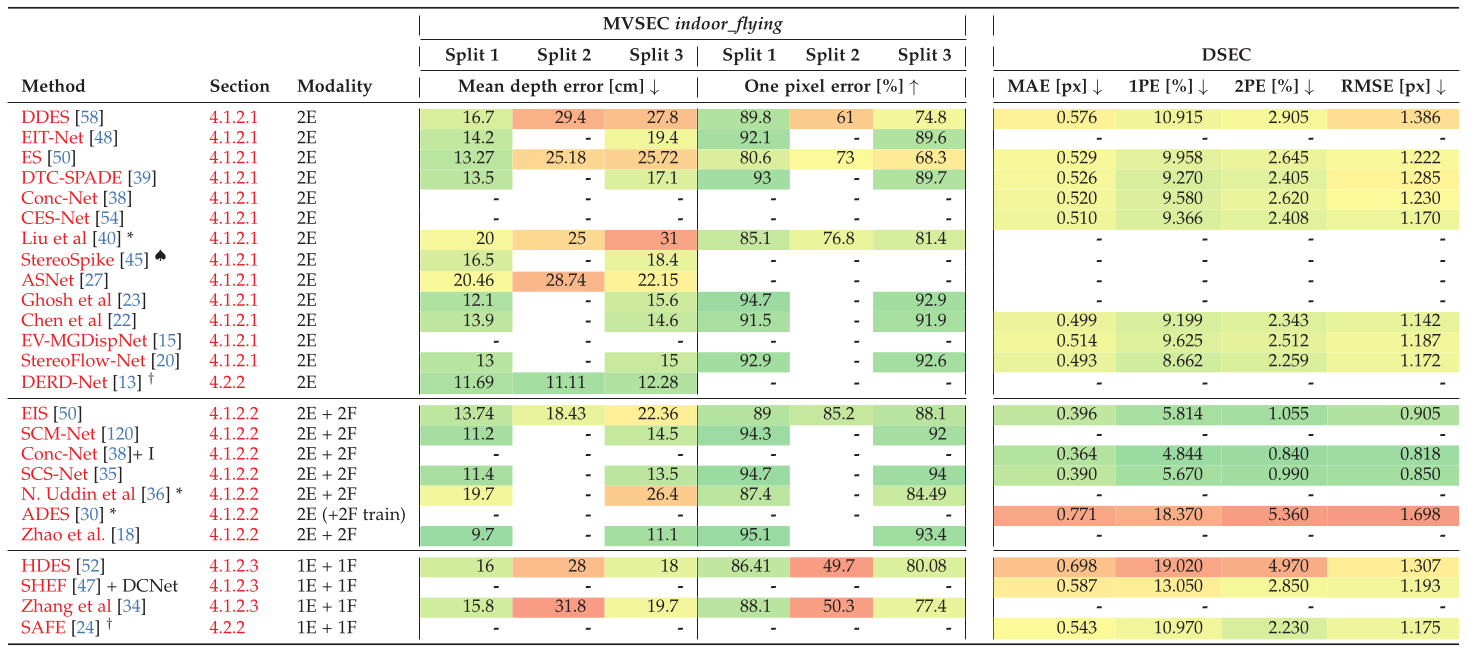 MVSEC indoor_flying
Split 1 Split 2 Split 3 Split 1 Split 2 Split 3 DSEC
Method Section Modality Mean depth error [cm] ↓ One pixel error [%] ↑ MAE [px] ↓ 1PE [%] ↓ 2PE [%] ↓ RMSE [px] ↓
DDES [58] 4.1.2.1 2E 16.7 29.4 27.8 89.8 61 74.8 0.576 10.915 2.905 1.386
EIT-Net [48] 4.1.2.1 2E 14.2 - 19.4 92.1 - 89.6 - - - -
ES [50] 4.1.2.1 2E 13.27 25.18 25.72 80.6 73 68.3 0.529 9.958 2.645 1.222
DTC-SPADE [39] 4.1.2.1 2E 13.5 - 17.1 93 - 89.7 0.526 9.270 2.405 1.285
Conc-Net [38] 4.1.2.1 2E - - - - - - 0.520 9.580 2.620 1.230
CES-Net [54] 4.1.2.1 2E - - - - - - 0.510 9.366 2.408 1.170
Liu et al [40] * 4.1.2.1 2E 20 25 31 85.1 76.8 81.4 - - - -
StereoSpike [45] ♠ 4.1.2.1 2E 16.5 - 18.4 - - - - - - -
ASNet [27] 4.1.2.1 2E 20.46 28.74 22.15 - - - - - - -
Ghosh et al [23] 4.1.2.1 2E 12.1 - 15.6 94.7 - 92.9 - - - -
Chen et al [22] 4.1.2.1 2E 13.9 - 14.6 91.5 - 91.9 0.499 9.199 2.343 1.142
EV-MGDispNet [15] 4.1.2.1 2E - - - - - - 0.514 9.625 2.512 1.187
StereoFlow-Net [20] 4.1.2.1 2E 13 - 15 92.9 - 92.6 0.493 8.662 2.259 1.172
DERD-Net [13] † 4.2.2 2E 11.69 11.11 12.28 - - - - - - -
EIS [50] 4.1.2.2 2E + 2F 13.74 18.43 22.36 89 85.2 88.1 0.396 5.814 1.055 0.905
SCM-Net [120] 4.1.2.2 2E + 2F 11.2 - 14.5 94.3 - 92 - - - -
Conc-Net [38]+ I 4.1.2.2 2E + 2F - - - - - - 0.364 4.844 0.840 0.818
SCS-Net [35] 4.1.2.2 2E + 2F 11.4 - 13.5 94.7 - 94 0.390 5.670 0.990 0.850
N. Uddin et al [36] * 4.1.2.2 2E + 2F 19.7 - 26.4 87.4 - 84.49 - - - -
ADES [30] * 4.1.2.2 2E (+2F train) - - - - - - 0.771 18.370 5.360 1.698
Zhao et al. [18] 4.1.2.2 2E + 2F 9.7 - 11.1 95.1 - 93.4 - - - -
HDES [52] 4.1.2.3 1E + 1F 16 28 18 86.41 49.7 80.08 0.698 19.020 4.970 1.307
SHEF [47] + DCNet 4.1.2.3 1E + 1F - - - - - - 0.587 13.050 2.850 1.193
Zhang et al [34] 4.1.2.3 1E + 1F 15.8 31.8 19.7 88.1 50.3 77.4 - - - -
SAFE [24] † 4.2.2 1E + 1F - - - - - - 0.543 10.970 2.230 1.175